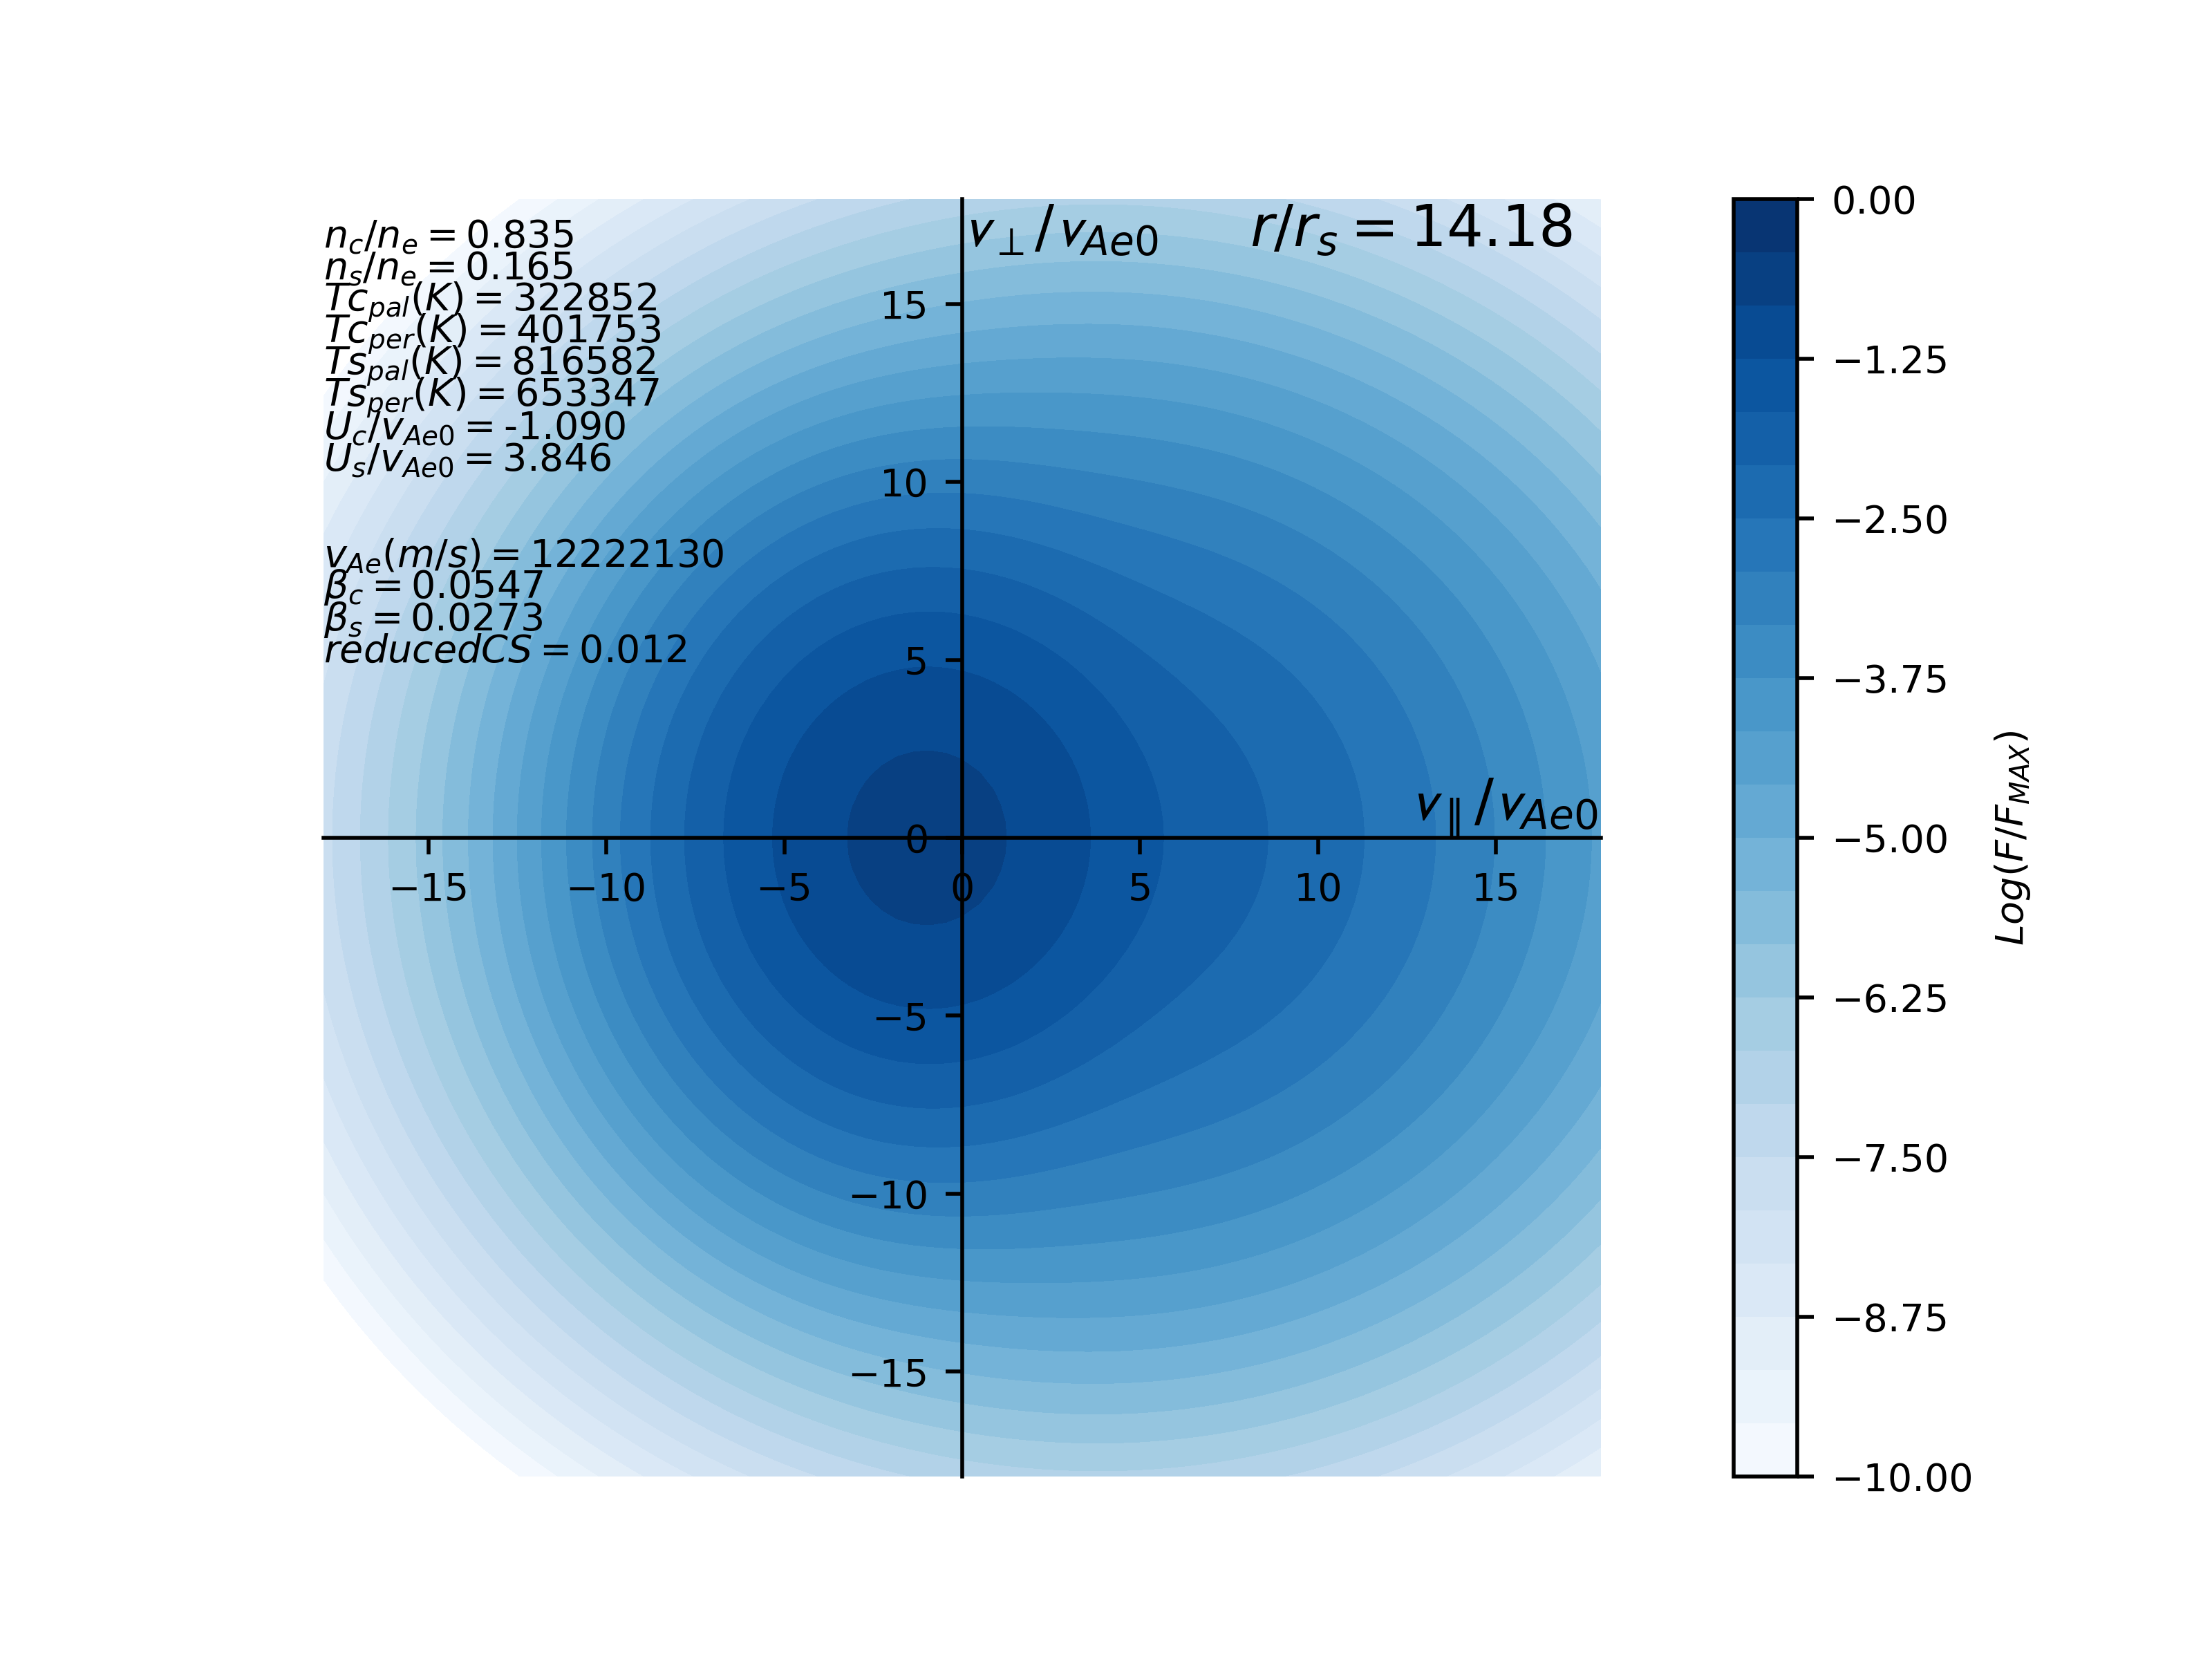 n_c/n_e = 0.835
n_s/n_e = 0.165
Tc_pal(K) = 322852
Tc_per(K) = 401753
Ts_pal(K) = 816582
Ts_per(K) = 653347
U_c/v_Ae0 = -1.090
U_s/v_Ae0 = 3.846
v_Ae(m/s) = 12222130
β_c = 0.0547
β_s = 0.0273
reducedCS = 0.012
v_⊥/v_Ae0
r/r_s = 14.18
15
10
5
0
−5
−10
−15
v_∥/v_Ae0
−15 −10 −5 0 5 10 15
0.00
−1.25
−2.50
−3.75
−5.00
−6.25
−7.50
−8.75
−10.00
Log(F/F_MAX)